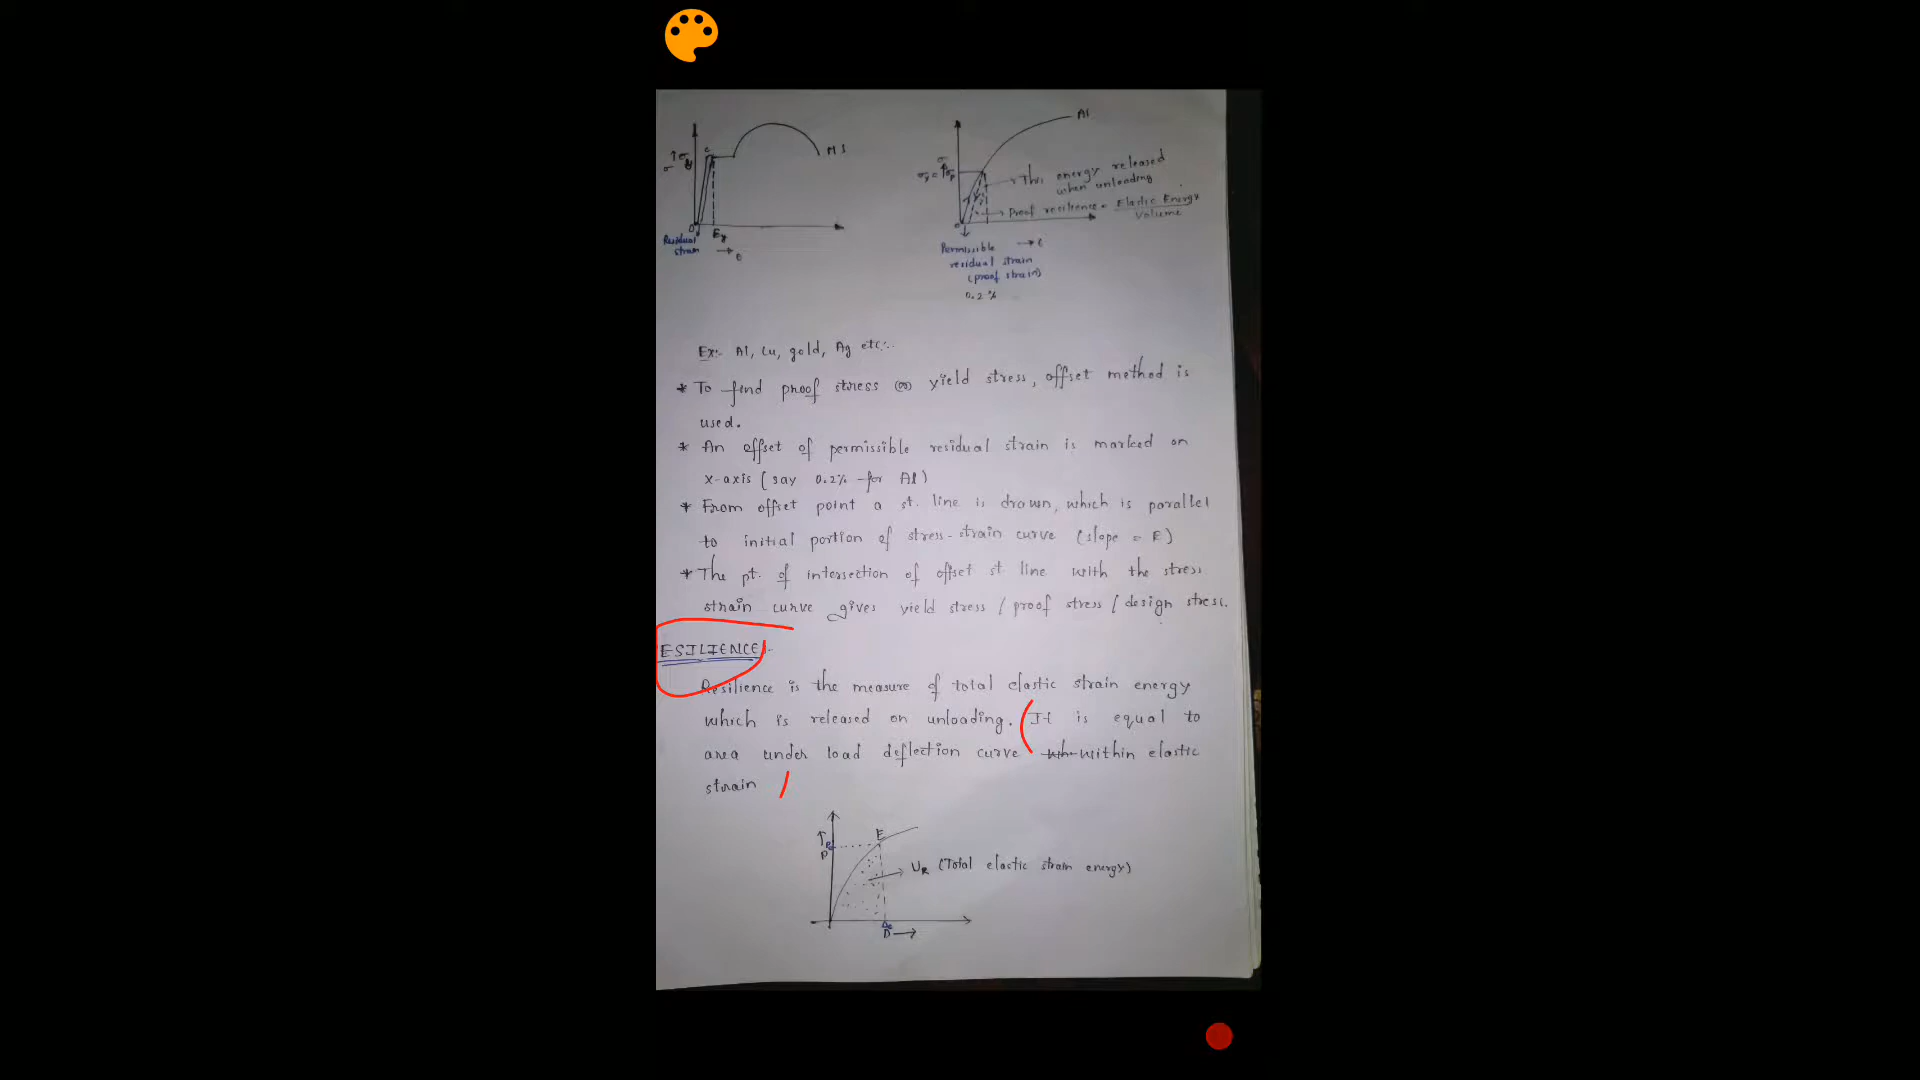 M S
σ
σy
C
O
Ey
Residual
strain
→ e
Al
σ
σy = σp
This energy released
when unloading
Proof resilience = Elastic Energy
Volume
O
Permissible → e
residual strain
(proof strain)
0.2 %
Ex:- Al, Cu, gold, Ag etc:-
* To find proof stress (or) yield stress, offset method is
used.
* An offset of permissible residual strain is marked on
x-axis (say 0.2% for Al)
* From offset point a st. line is drawn, which is parallel
to initial portion of stress-strain curve (slope = E)
* The pt. of intersection of offset st. line with the stress
strain curve gives yield stress / proof stress / design stress.
ESILIENCE:-
Resilience is the measure of total elastic strain energy
which is released on unloading. It is equal to
area under load deflection curve within elastic
strain
E
P
UR (Total elastic strain energy)
D →